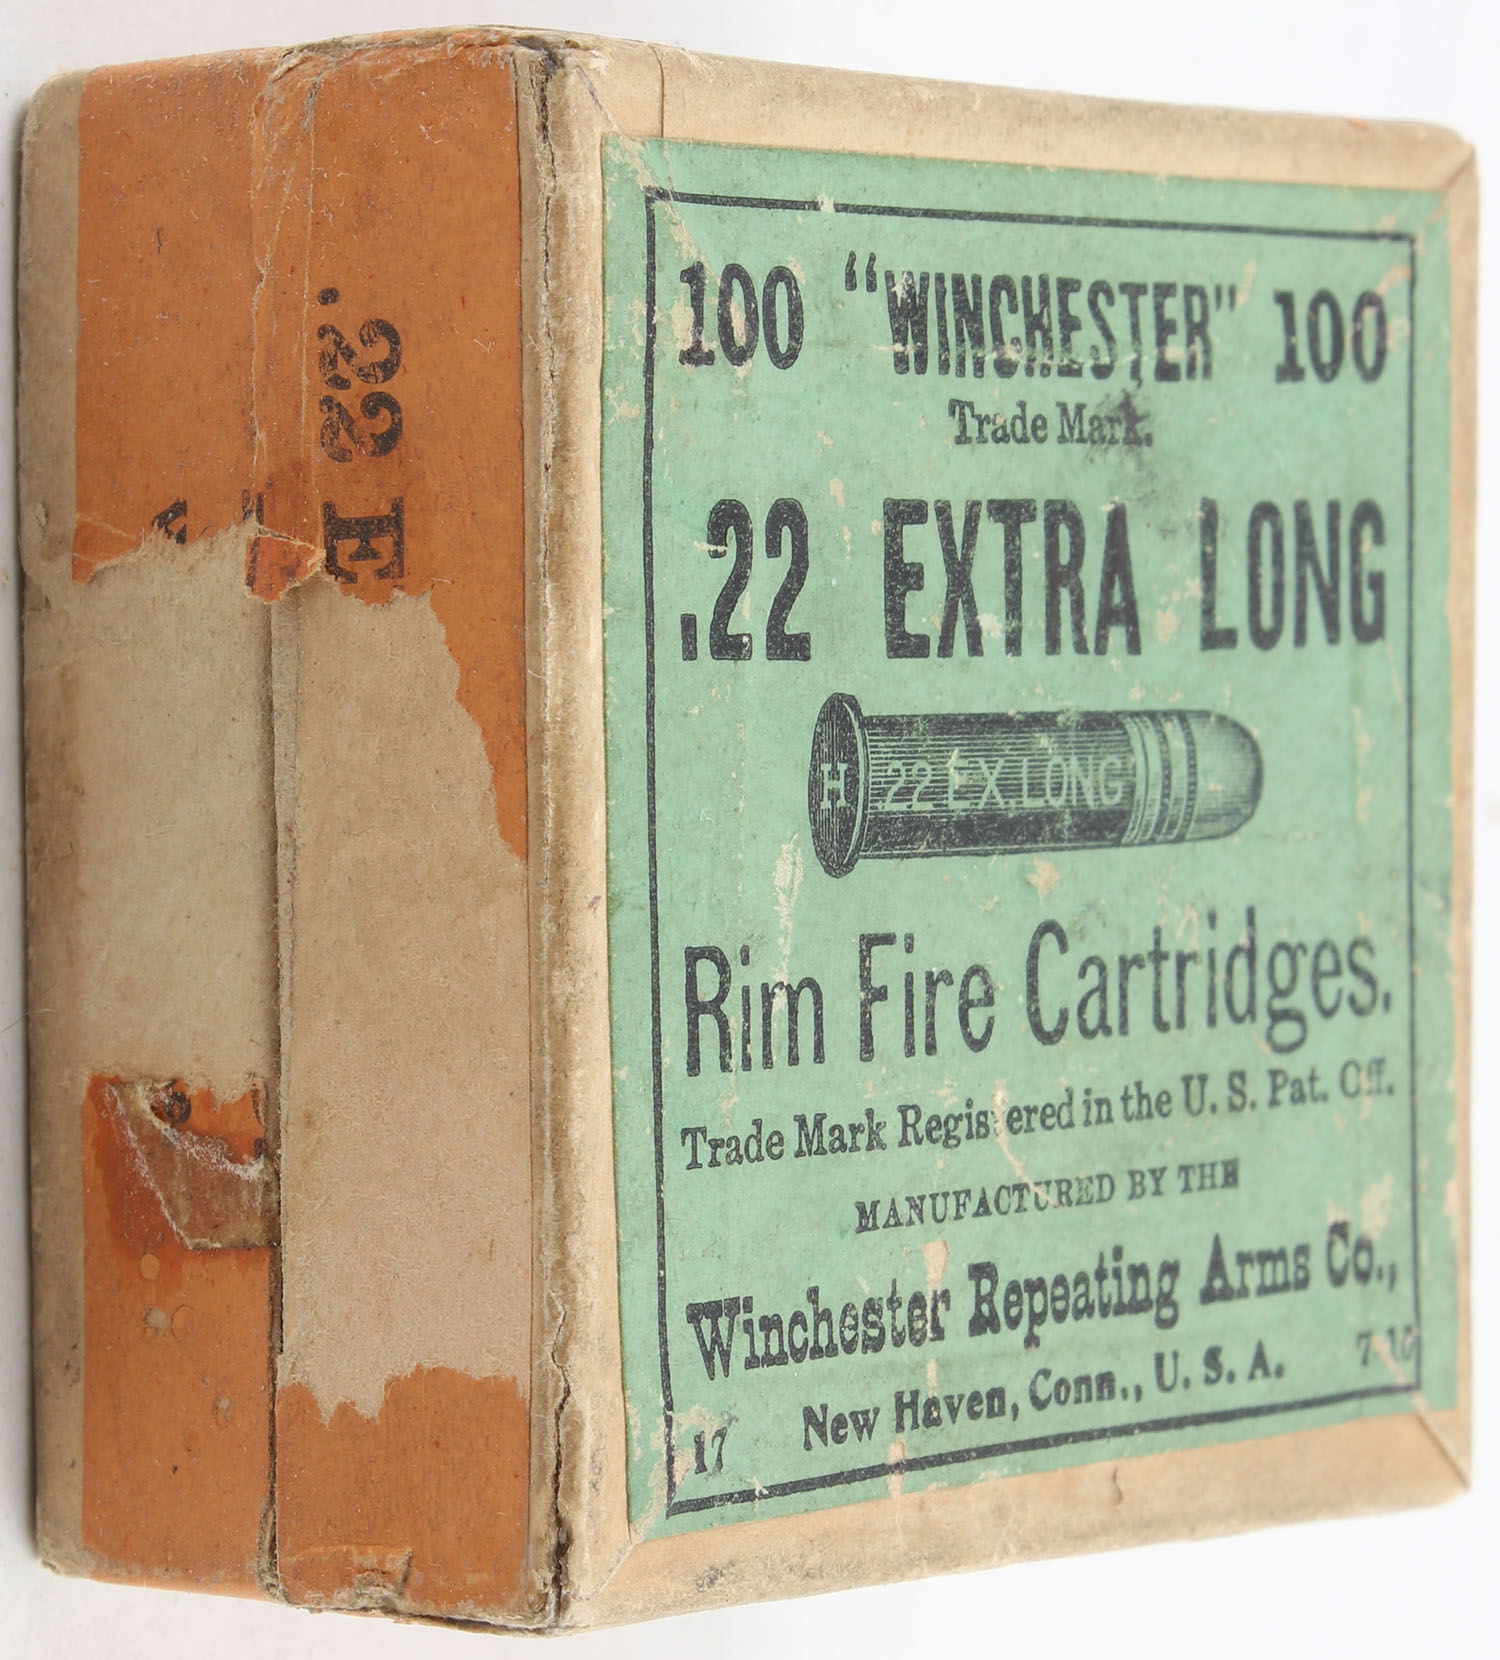 100 “WINCHESTER” 100
Trade Mark.
.22 EXTRA LONG
H .22 EX. LONG
Rim Fire Cartridges.
Trade Mark Registered in the U. S. Pat. Off.
MANUFACTURED BY THE
Winchester Repeating Arms Co.,
New Haven, Conn., U. S. A.
17 7-10
.22 E
A